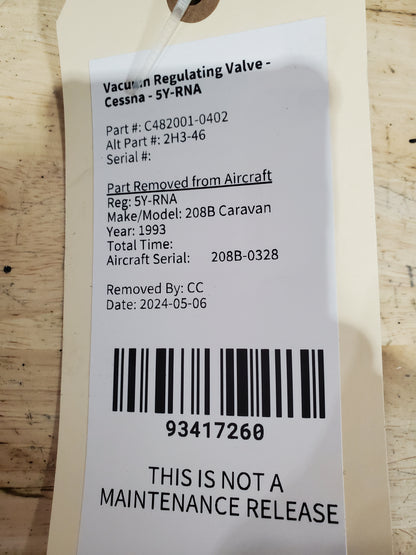 Vacuum Regulating Valve -
Cessna - 5Y-RNA
Part #: C482001-0402
Alt Part #: 2H3-46
Serial #:
Part Removed from Aircraft
Reg: 5Y-RNA
Make/Model: 208B Caravan
Year: 1993
Total Time:
Aircraft Serial: 208B-0328
Removed By: CC
Date: 2024-05-06
93417260
THIS IS NOT A
MAINTENANCE RELEASE